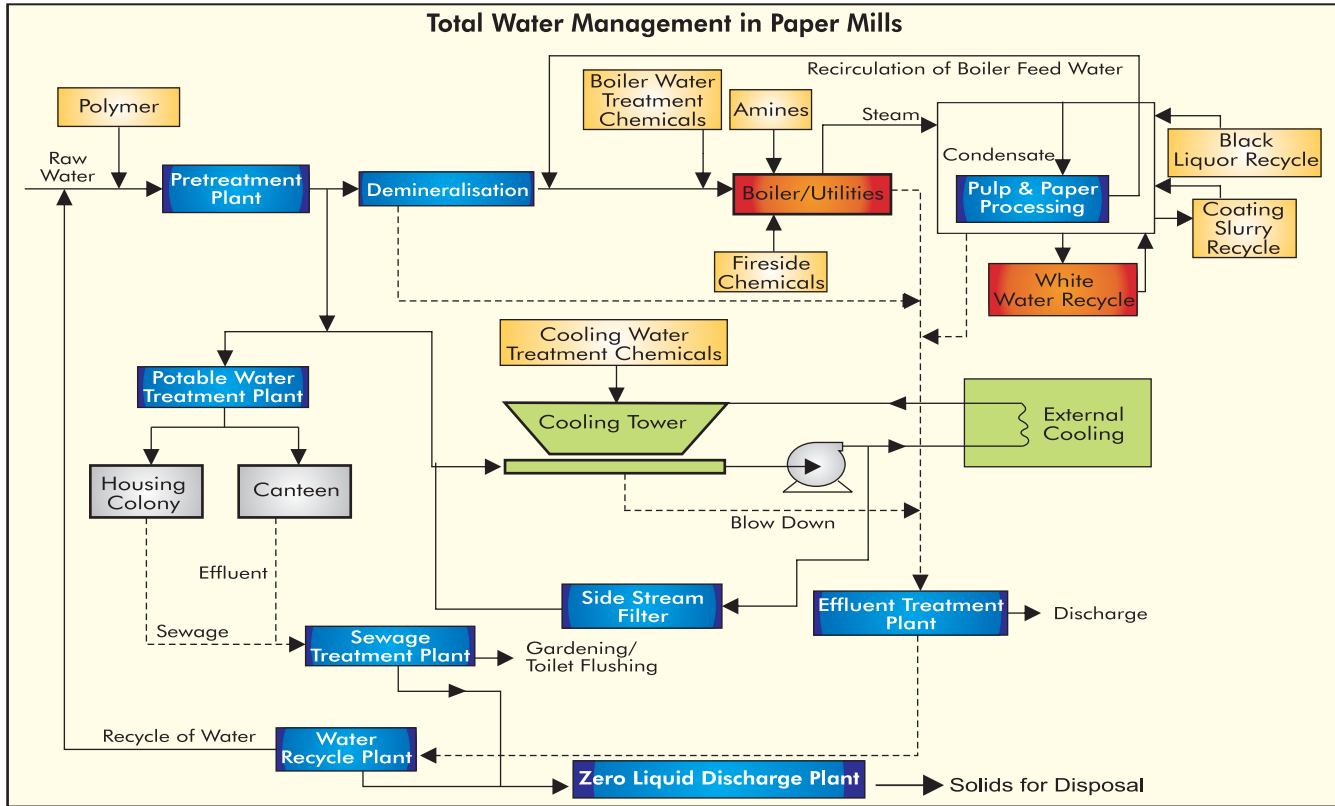 Total Water Management in Paper Mills
Recirculation of Boiler Feed Water
Polymer
Boiler Water
Treatment
Chemicals
Amines
Steam
Black
Liquor Recycle
Raw
Water
Pretreatment
Plant
Demineralisation
Boiler/Utilities
Condensate
Pulp & Paper
Processing
Coating
Slurry
Recycle
Fireside
Chemicals
White
Water Recycle
Cooling Water
Treatment Chemicals
Potable Water
Treatment Plant
Cooling Tower
External
Cooling
Housing
Colony
Canteen
Blow Down
Effluent
Side Stream
Filter
Effluent Treatment
Plant
Discharge
Sewage
Sewage
Treatment Plant
Gardening/
Toilet Flushing
Recycle of Water
Water
Recycle Plant
Zero Liquid Discharge Plant
Solids for Disposal